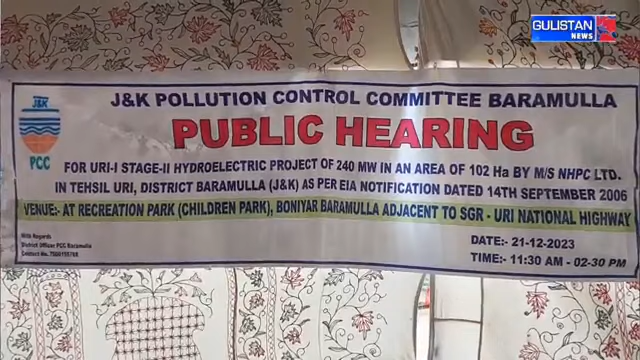 GULISTAN
NEWS
J&K POLLUTION CONTROL COMMITTEE BARAMULLA
J&K
PCC
PUBLIC HEARING
FOR URI-I STAGE-II HYDROELECTRIC PROJECT OF 240 MW IN AN AREA OF 102 Ha BY M/S NHPC LTD.
IN TEHSIL URI, DISTRICT BARAMULLA (J&K) AS PER EIA NOTIFICATION DATED 14TH SEPTEMBER 2006
VENUE:- AT RECREATION PARK (CHILDREN PARK), BONIYAR BARAMULLA ADJACENT TO SGR - URI NATIONAL HIGHWAY
With Regards
District Officer PCC Baramulla
Contact No.
DATE:- 21-12-2023
TIME:- 11:30 AM - 02-30 PM